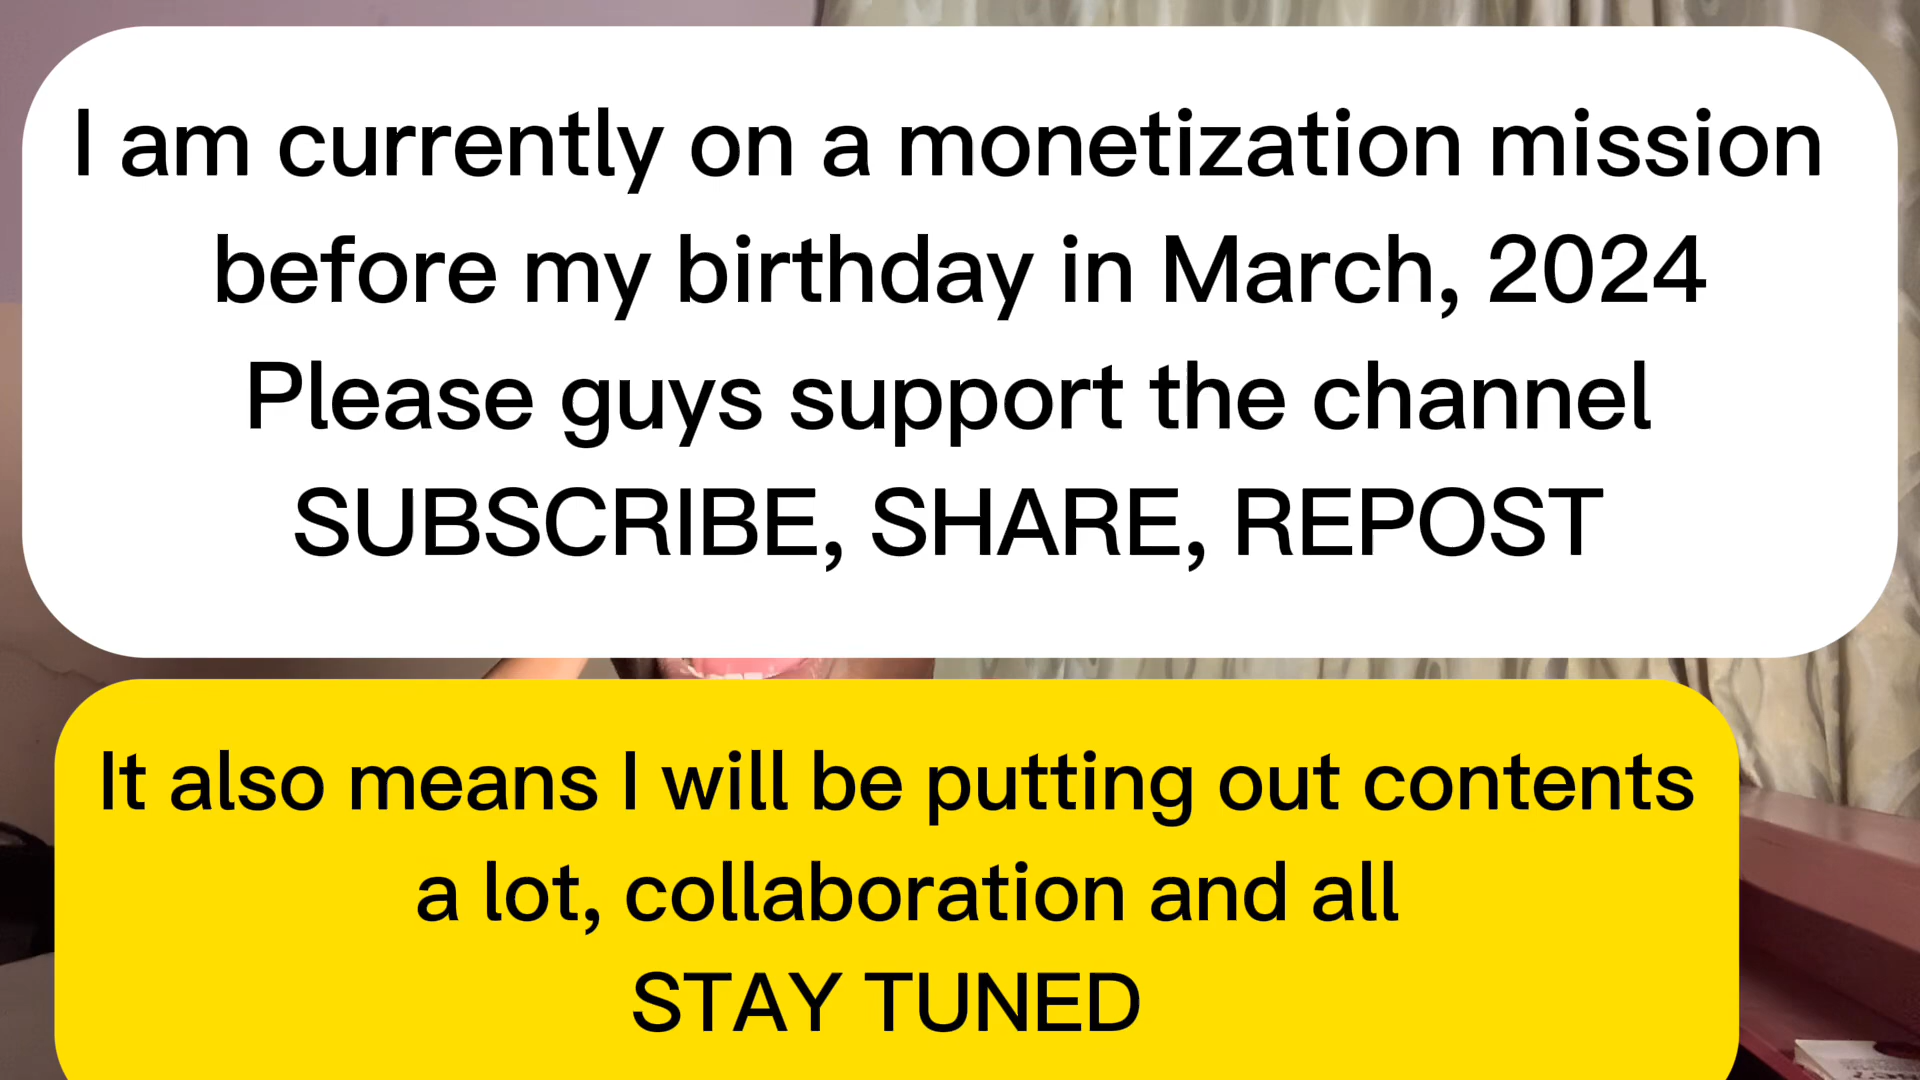 I am currently on a monetization mission
before my birthday in March, 2024
Please guys support the channel
SUBSCRIBE, SHARE, REPOST
It also means I will be putting out contents
a lot, collaboration and all
STAY TUNED